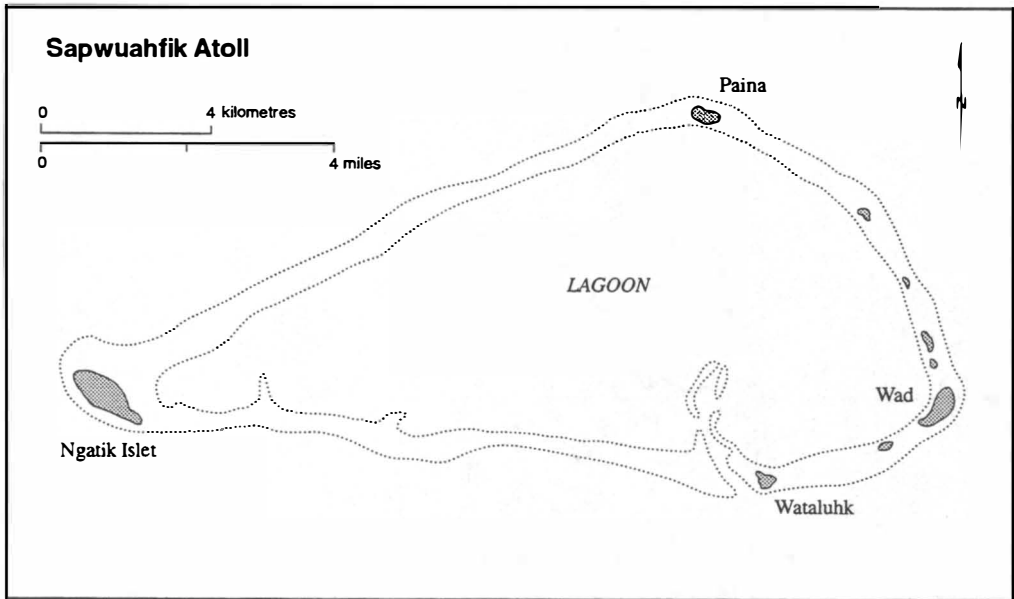 Sapwuahfik Atoll
0 4 kilometres
0 4 miles
N
Paina
LAGOON
Wad
Ngatik Islet
Wataluhk